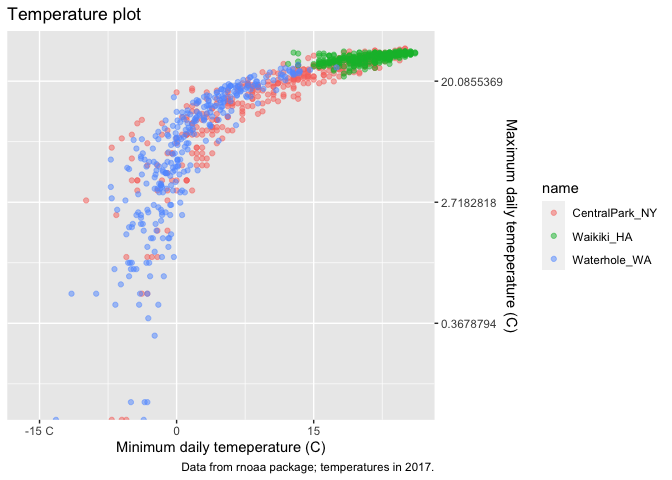 Temperature plot
20.0855369
2.7182818
0.3678794
Maximum daily temeperature (C)
-15 C
0
15
Minimum daily temeperature (C)
Data from rnoaa package; temperatures in 2017.
name
CentralPark_NY
Waikiki_HA
Waterhole_WA